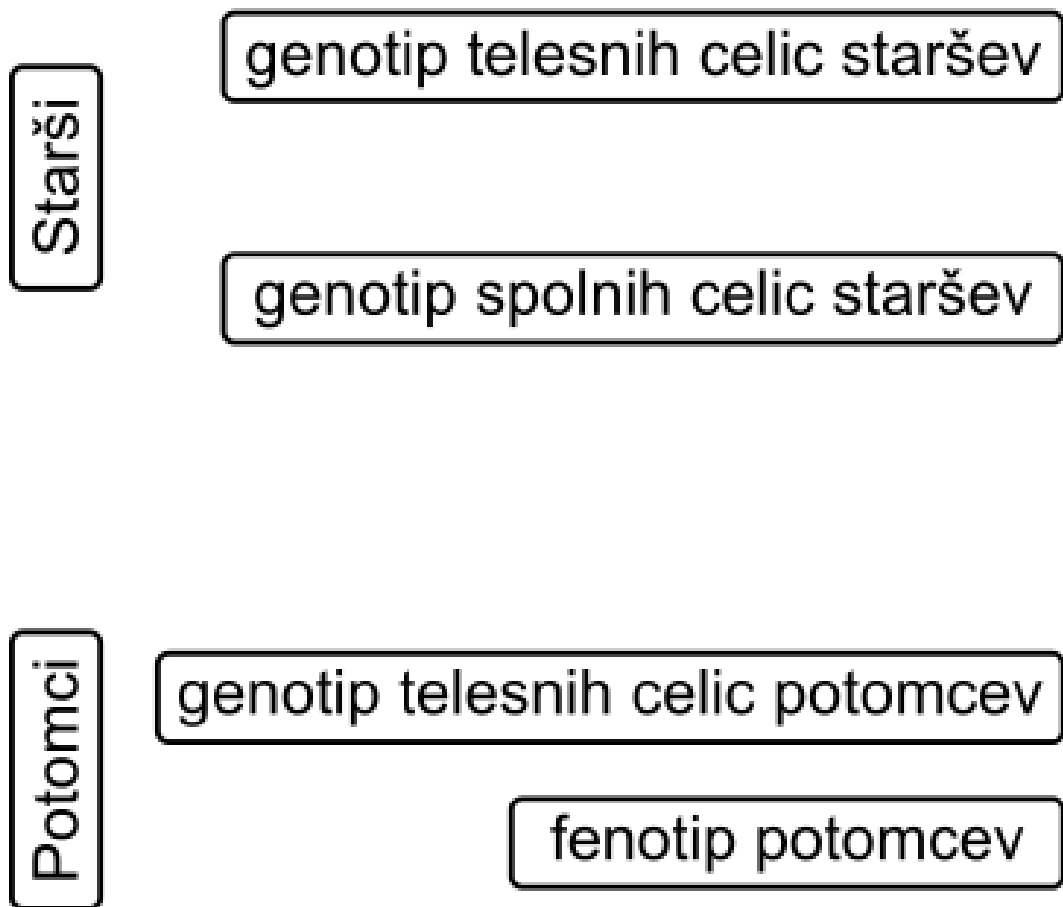 Starši
genotip telesnih celic staršev
genotip spolnih celic staršev
Potomci
genotip telesnih celic potomcev
fenotip potomcev